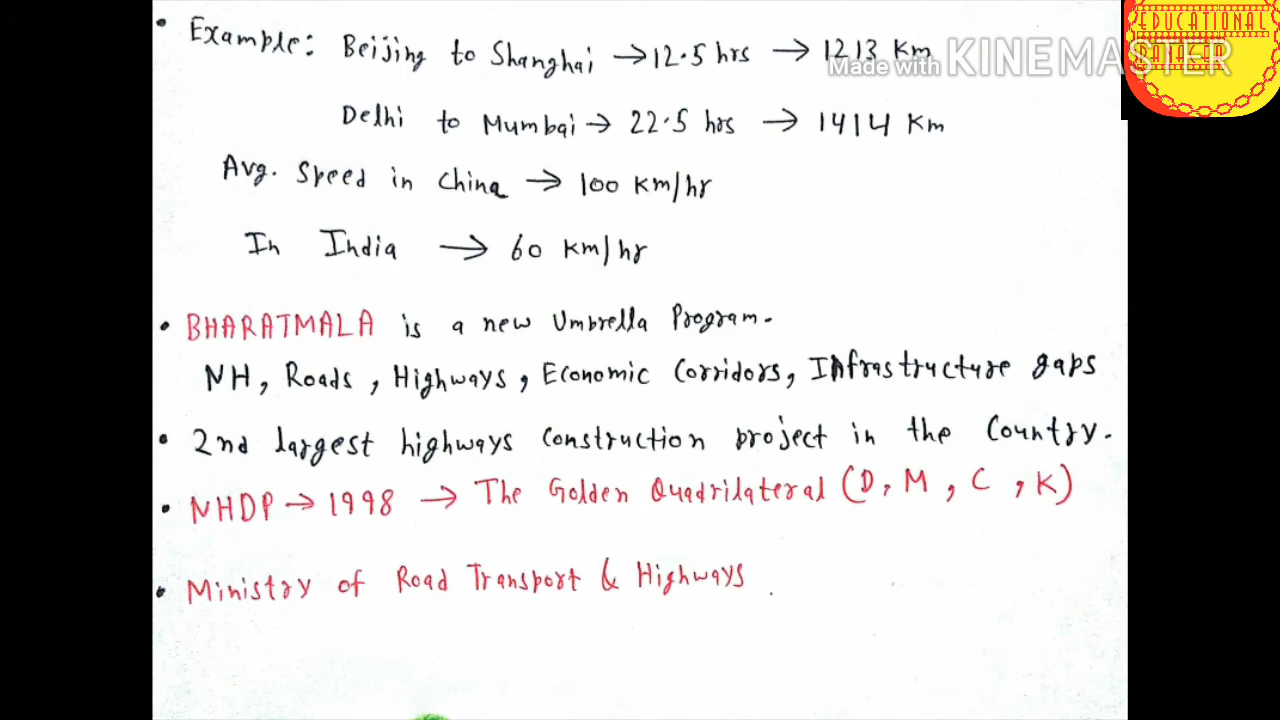 • Example: Beijing to Shanghai → 12.5 hrs → 1213 Km
Made with KINEMASTER
EDUCATIONAL
Delhi to Mumbai → 22.5 hrs → 1414 Km
Avg. Speed in China → 100 Km/hr
In India → 60 Km/hr
• BHARATMALA is a new Umbrella Program.
NH, Roads, Highways, Economic Corridors, Infrastructure gaps
• 2nd largest highways construction project in the Country.
• NHDP → 1998 → The Golden Quadrilateral (D, M, C, K)
• Ministry of Road Transport & Highways